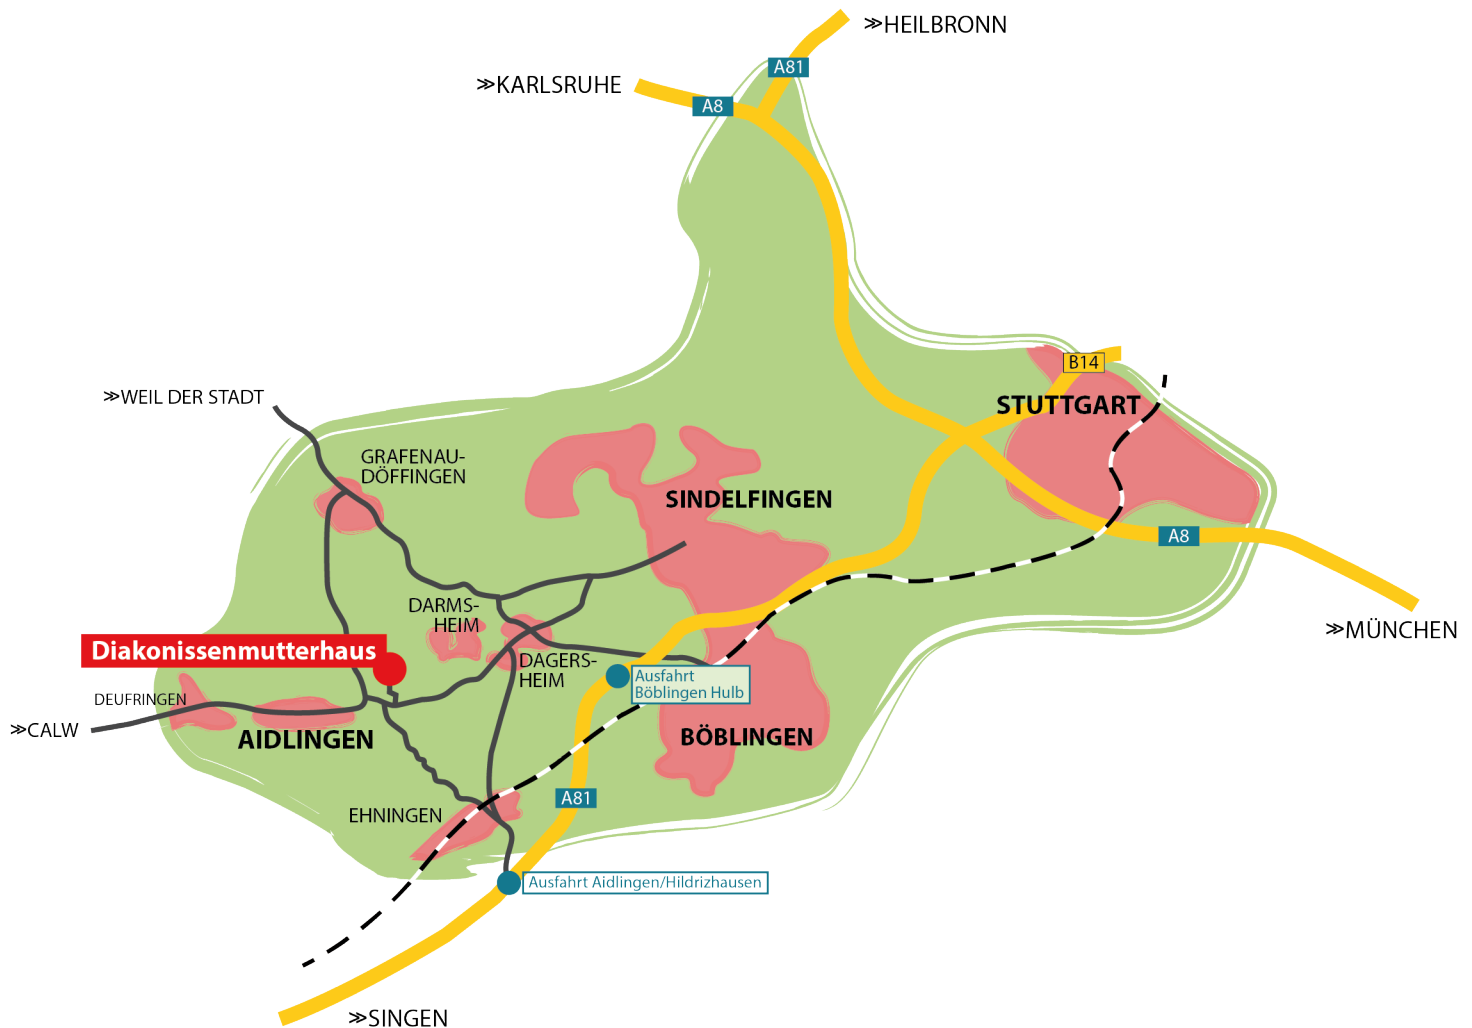 >>HEILBRONN
A81
>>KARLSRUHE
A8
B14
>>WEIL DER STADT
STUTTGART
GRAFENAU-
DÖFFINGEN
SINDELFINGEN
A8
DARMS-
HEIM
>>MÜNCHEN
Diakonissenmutterhaus
DAGERS-
HEIM
Ausfahrt
Böblingen Hulb
DEUFRINGEN
>>CALW
AIDLINGEN
BÖBLINGEN
A81
EHNINGEN
Ausfahrt Aidlingen/Hildrizhausen
>>SINGEN